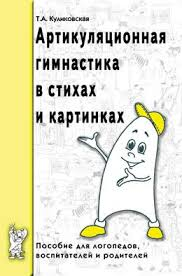 Т.А. Куликовская
Артикуляционная
гимнастика
в стихах
и картинках
Пособие для логопедов,
воспитателей и родителей